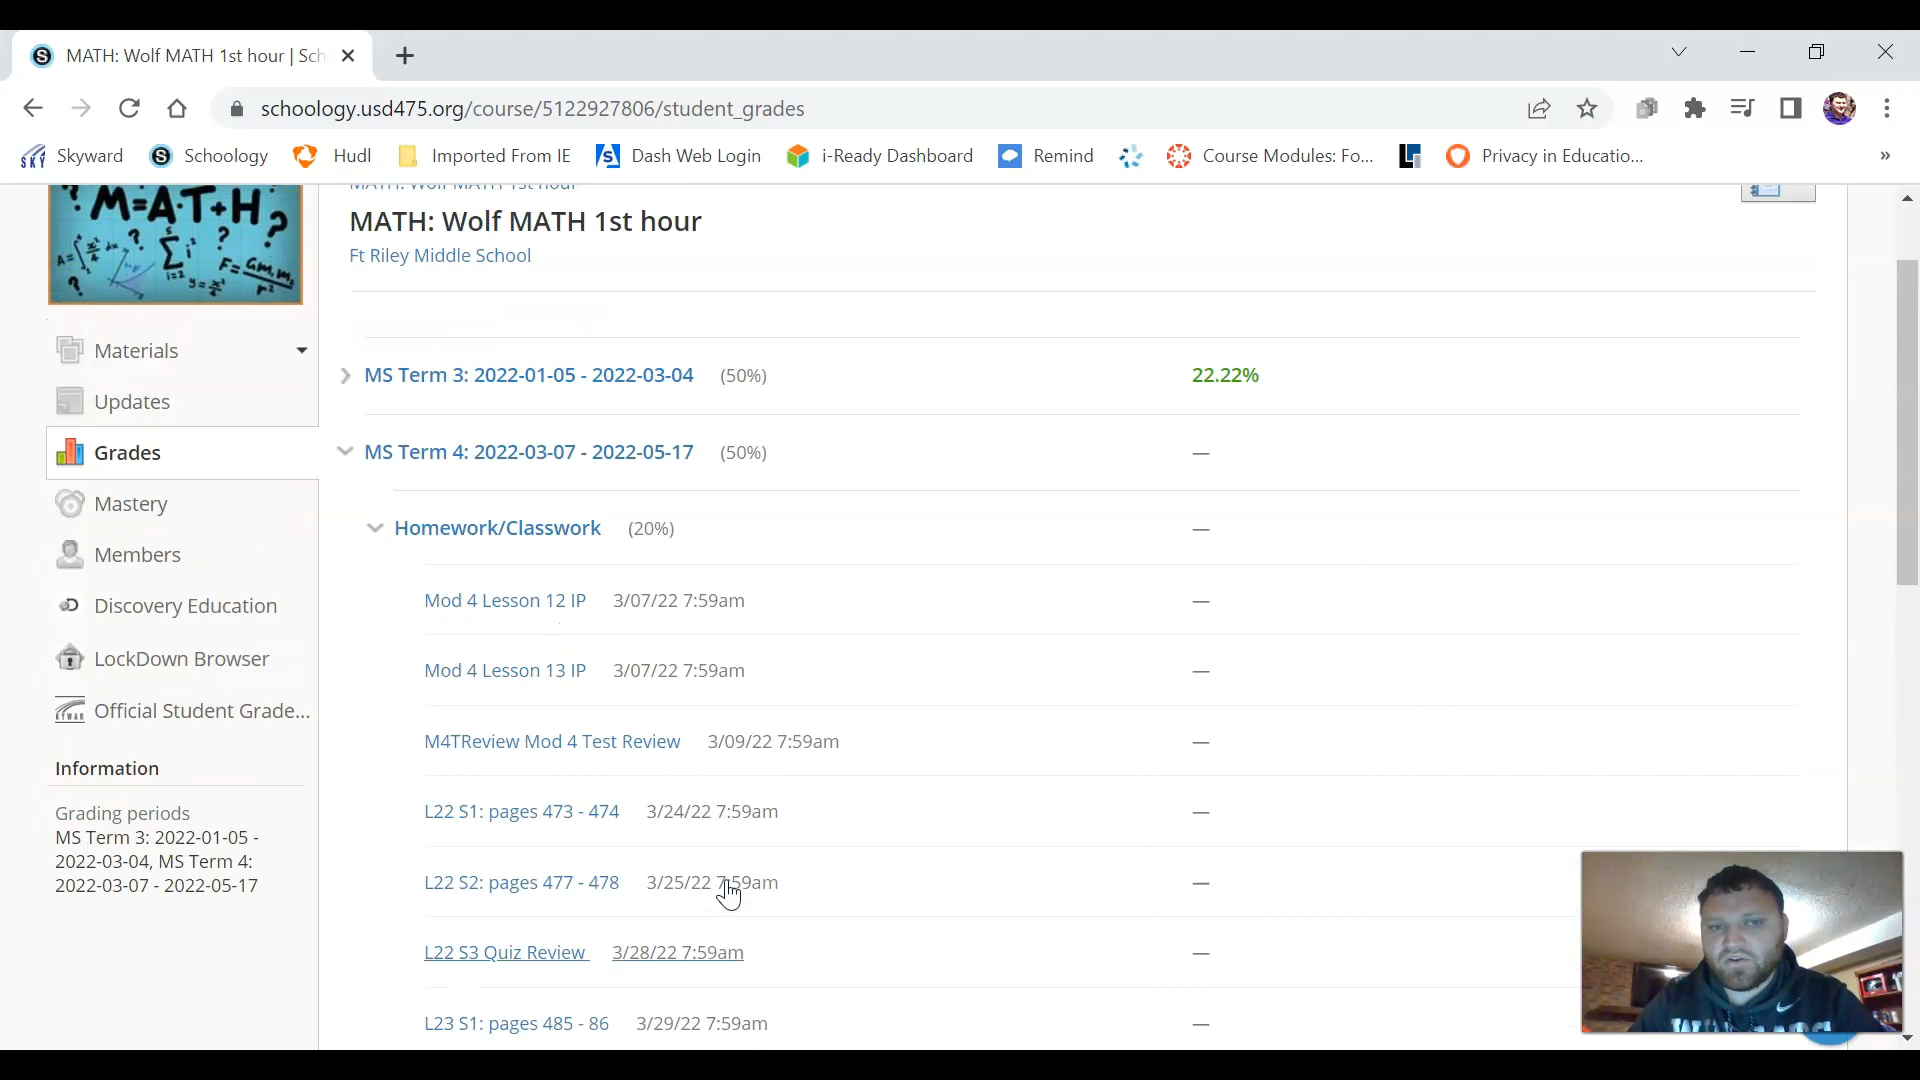 MATH: Wolf MATH 1st hour | Sch
schoology.usd475.org/course/5122927806/student_grades
SKY Skyward Schoology Hudl Imported From IE Dash Web Login i-Ready Dashboard Remind Course Modules: Fo... Privacy in Educatio... »
MATH: Wolf MATH 1st hour
M=A·T+H
MATH: Wolf MATH 1st hour
Ft Riley Middle School
Materials
MS Term 3: 2022-01-05 - 2022-03-04 (50%) 22.22%
Updates
Grades
MS Term 4: 2022-03-07 - 2022-05-17 (50%) —
Mastery
Homework/Classwork (20%) —
Members
Discovery Education
Mod 4 Lesson 12 IP 3/07/22 7:59am —
LockDown Browser
Mod 4 Lesson 13 IP 3/07/22 7:59am —
Official Student Grade...
M4TReview Mod 4 Test Review 3/09/22 7:59am —
Information
Grading periods
MS Term 3: 2022-01-05 -
2022-03-04, MS Term 4:
2022-03-07 - 2022-05-17
L22 S1: pages 473 - 474 3/24/22 7:59am —
L22 S2: pages 477 - 478 3/25/22 7:59am —
L22 S3 Quiz Review 3/28/22 7:59am —
L23 S1: pages 485 - 86 3/29/22 7:59am —